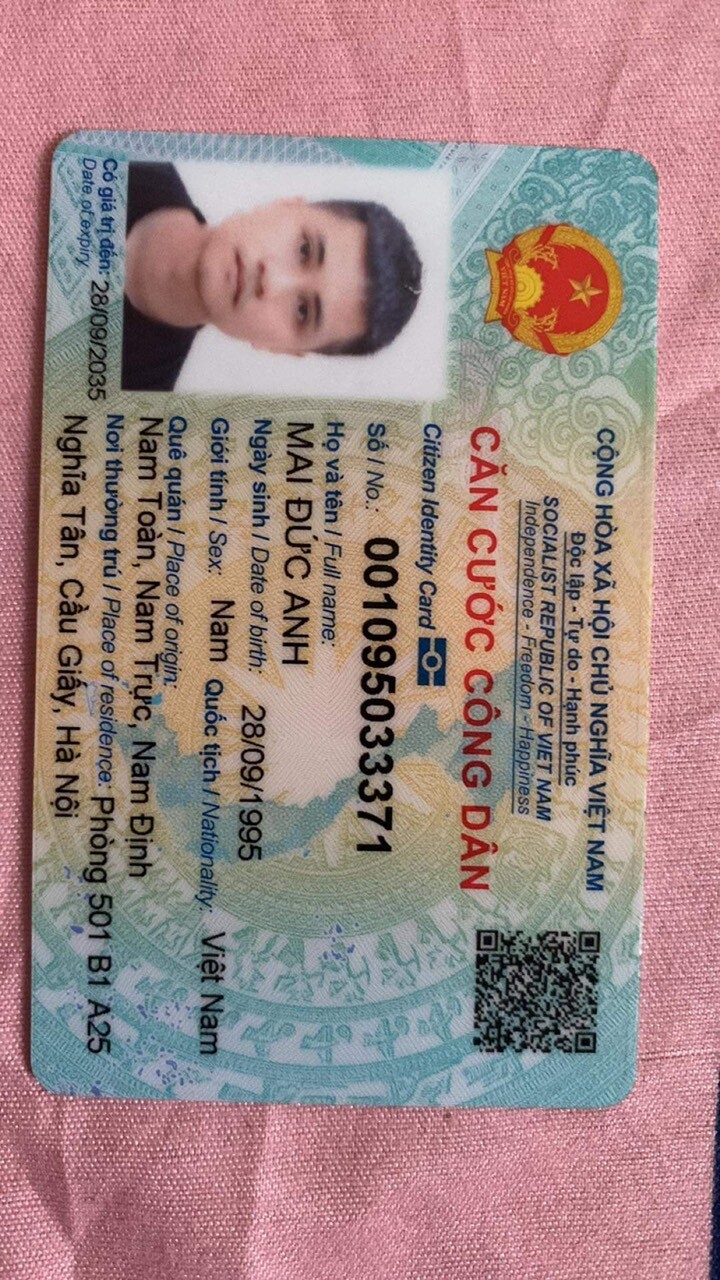 CỘNG HÒA XÃ HỘI CHỦ NGHĨA VIỆT NAM
Độc lập - Tự do - Hạnh phúc
SOCIALIST REPUBLIC OF VIET NAM
Independence - Freedom - Happiness
CĂN CƯỚC CÔNG DÂN
Citizen Identity Card
Số / No.: 001095033371
Họ và tên / Full name:
MAI ĐỨC ANH
Ngày sinh / Date of birth: 28/09/1995
Giới tính / Sex: Nam Quốc tịch / Nationality: Việt Nam
Quê quán / Place of origin:
Nam Toàn, Nam Trực, Nam Định
Nơi thường trú / Place of residence: Phòng 501 B1 A25
Nghĩa Tân, Cầu Giấy, Hà Nội
Có giá trị đến: 28/09/2035
Date of expiry
VIỆT NAM